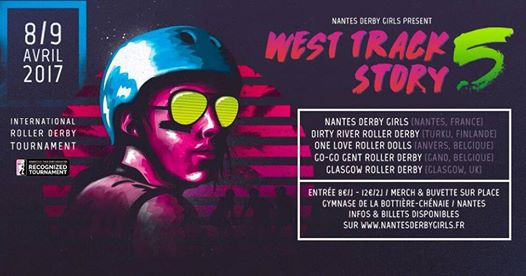 8/9
AVRIL
2017
INTERNATIONAL
ROLLER DERBY
TOURNAMENT
RECOGNIZED
TOURNAMENT
NANTES DERBY GIRLS PRESENT
WEST TRACK
STORY 5
NANTES DERBY GIRLS (NANTES, FRANCE)
DIRTY RIVER ROLLER DERBY (TURKU, FINLANDE)
ONE LOVE ROLLER DOLLS (ANVERS, BELGIQUE)
GO-GO GENT ROLLER DERBY (GAND, BELGIQUE)
GLASGOW ROLLER DERBY (GLASGOW, UK)
ENTRÉE 8€/J - 12€/2J / MERCH & BUVETTE SUR PLACE
GYMNASE DE LA BOTTIÈRE-CHÉNAIE / NANTES
INFOS & BILLETS DISPONIBLES
SUR WWW.NANTESDERBYGIRLS.FR